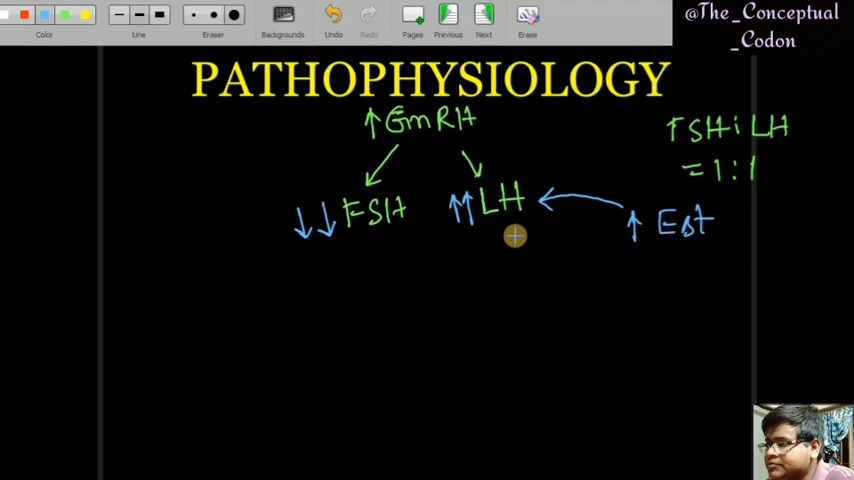 Color
Line
Eraser
Backgrounds
Undo
Redo
Pages
Previous
Next
Erase
@The_Conceptual
_Codon
PATHOPHYSIOLOGY
↑ GnRH
FSH : LH
= 1 : 1
↓↓ FSH ↑↑ LH
↑ Est